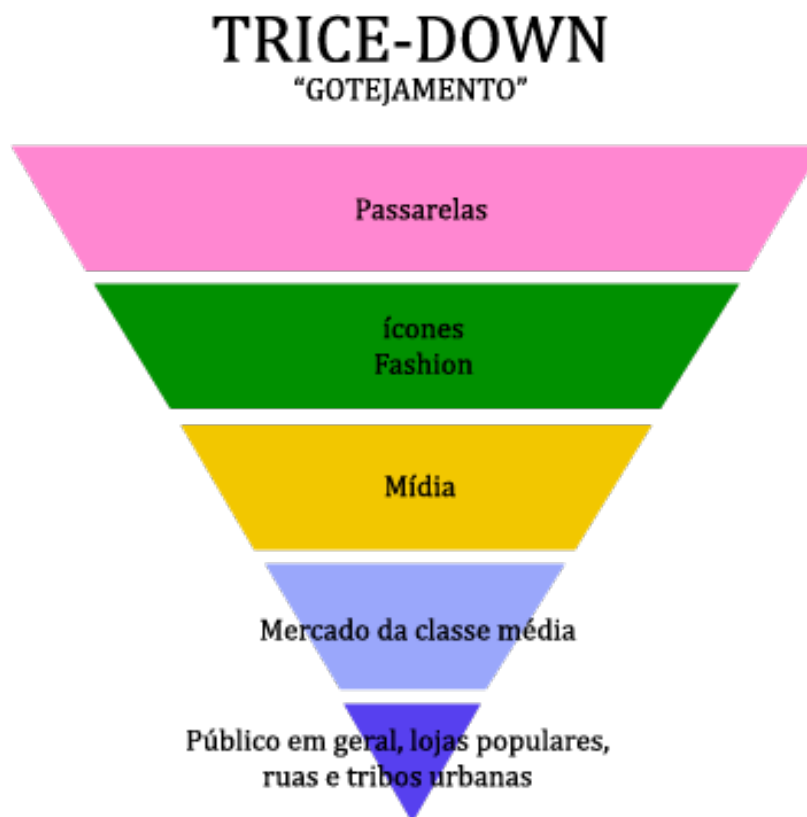 TRICE-DOWN
“GOTEJAMENTO”
Passarelas
ícones
Fashion
Mídia
Mercado da classe média
Público em geral, lojas populares,
ruas e tribos urbanas